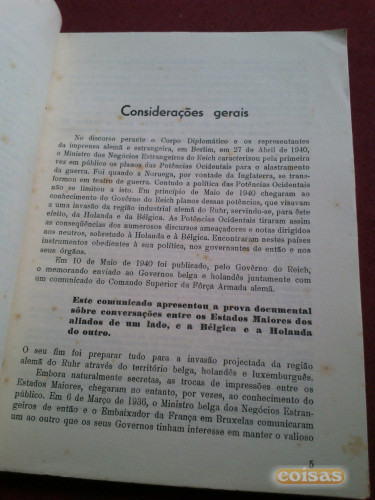 Considerações gerais
No discurso perante o Corpo Diplomático e os representantes
da imprensa alemã e estrangeira, em Berlim, em 27 de Abril de 1940,
o Ministro dos Negócios Estrangeiros do Reich caracterizou pela primeira
vez em público os planos das Potências Ocidentais para o alastramento
da guerra. Foi quando a Noruega, por vontade da Inglaterra, se trans-
formou em teatro de guerra. Contudo a política das Potências Ocidentais
não se limitou a isto. Em princípio de Maio de 1940 chegaram ao
conhecimento do Govêrno do Reich planos dessas potências, que visavam
a uma invasão da região industrial alemã do Ruhr, servindo-se, para êste
efeito, da Holanda e da Bélgica. As Potências Ocidentais tiraram assim
as conseqüências dos numerosos discursos ameaçadores e notas dirigidos
aos neutros, sobretudo à Holanda e à Bélgica. Encontraram nestes países
instrumentos obedientes à sua política, nos governantes de então e nos
seus órgãos.
Em 10 de Maio de 1940 foi publicado, pelo Govêrno do Reich,
o memorando enviado ao Governos belga e holandês juntamente com
um comunicado do Comando Superior da Fôrça Armada alemã.
Este comunicado apresentou a prova documental
sôbre conversações entre os Estados Maiores dos
aliados de um lado, e a Bélgica e a Holanda
do outro.
O seu fim foi preparar tudo para a invasão projectada da região
alemã do Ruhr através do território belga, holandês e luxemburguês.
Embora naturalmente secretas, as trocas de impressões entre os
Estados Maiores, chegaram no entanto, por vezes, ao conhecimento do
público. Em 6 de Março de 1936, o Ministro belga dos Negócios Estran-
geiros de então e o Embaixador da França em Bruxelas comunicaram
um ao outro que os seus Governos tinham interesse em manter o valioso
5
coisas